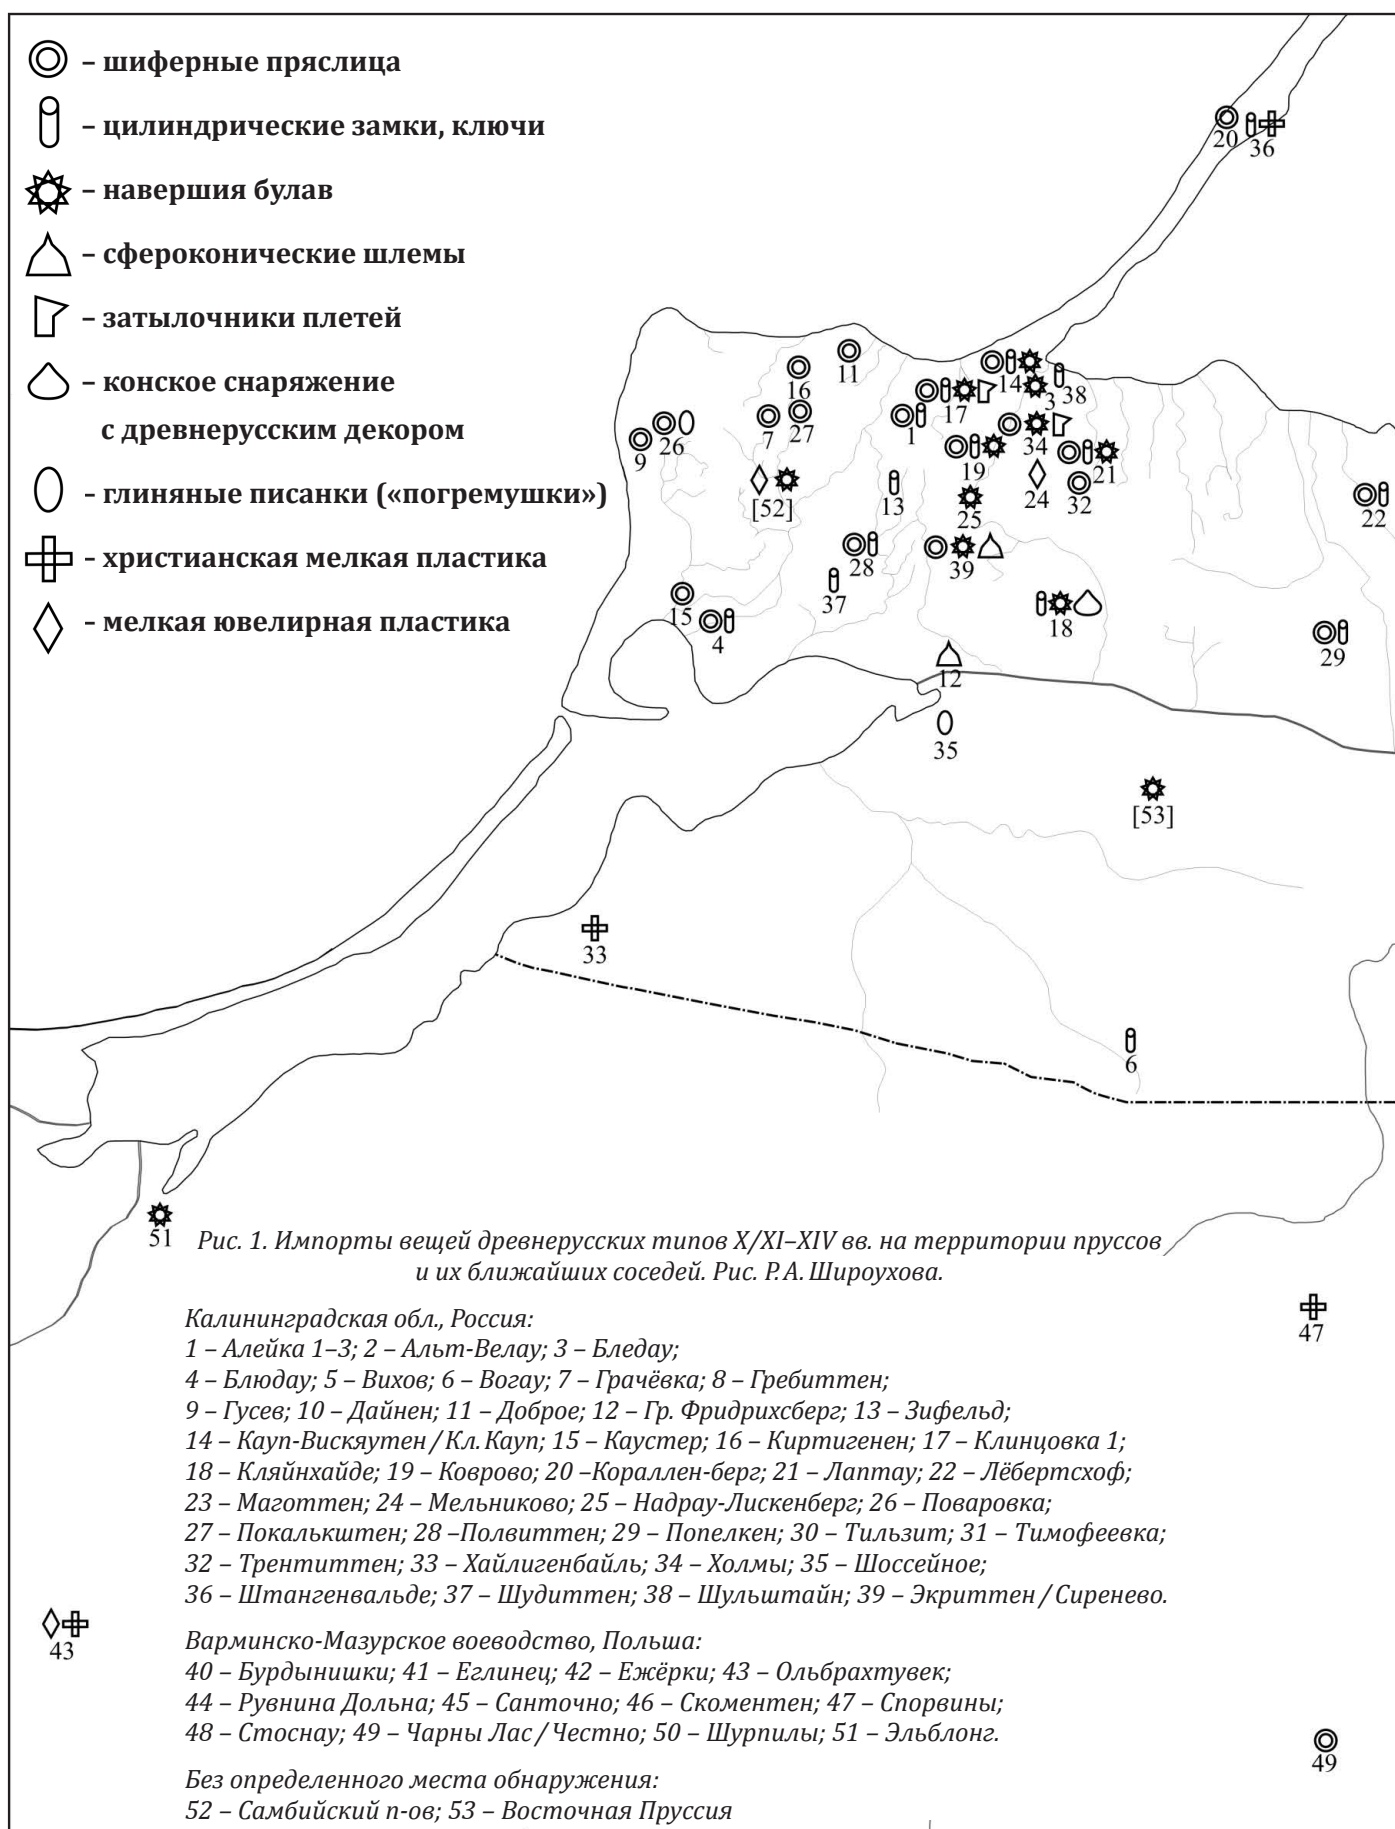 – шиферные пряслица
– цилиндрические замки, ключи
– навершия булав
– сфероконические шлемы
– затылочники плетей
– конское снаряжение
с древнерусским декором
– глиняные писанки («погремушки»)
– христианская мелкая пластика
– мелкая ювелирная пластика
20 36
11
16
14
38
3
17
7 27
1
26
9
34
19
21
24
[52]
13
25
32
22
28
39
37
15
4
18
29
12
35
[53]
33
6
51
Рис. 1. Импорты вещей древнерусских типов X/XI–XIV вв. на территории пруссов
и их ближайших соседей. Рис. Р.А. Широухова.
47
Калининградская обл., Россия:
1 – Алейка 1–3; 2 – Альт-Велау; 3 – Бледау;
4 – Блюдау; 5 – Вихов; 6 – Вогау; 7 – Грачёвка; 8 – Гребиттен;
9 – Гусев; 10 – Дайнен; 11 – Доброе; 12 – Гр. Фридрихсберг; 13 – Зифельд;
14 – Кауп-Вискяутен / Кл. Кауп; 15 – Каустер; 16 – Киртигенен; 17 – Клинцовка 1;
18 – Кляйнхайде; 19 – Коврово; 20 –Кораллен-берг; 21 – Лаптау; 22 – Лёбертсхоф;
23 – Маготтен; 24 – Мельниково; 25 – Надрау-Лискенберг; 26 – Поваровка;
27 – Покалькштен; 28 –Полвиттен; 29 – Попелкен; 30 – Тильзит; 31 – Тимофеевка;
32 – Трентиттен; 33 – Хайлигенбайль; 34 – Холмы; 35 – Шоссейное;
36 – Штангенвальде; 37 – Шудиттен; 38 – Шульштайн; 39 – Экриттен / Сиренево.
43
Варминско-Мазурское воеводство, Польша:
40 – Бурдынишки; 41 – Еглинец; 42 – Ежёрки; 43 – Ольбрахтувек;
44 – Рувнина Дольна; 45 – Санточно; 46 – Скоментен; 47 – Спорвины;
48 – Стоснау; 49 – Чарны Лас / Честно; 50 – Шурпилы; 51 – Эльблонг.
49
Без определенного места обнаружения:
52 – Самбийский п-ов; 53 – Восточная Пруссия